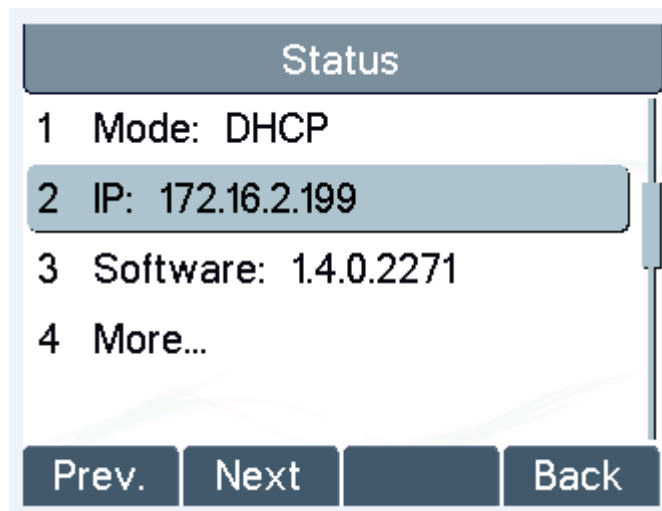 Status
1 Mode: DHCP
2 IP: 172.16.2.199
3 Software: 1.4.0.2271
4 More...
Prev. Next Back